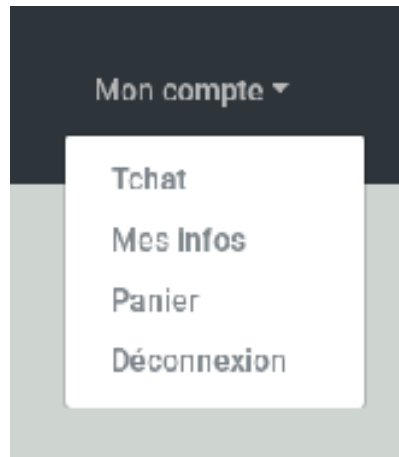 Mon compte
Tchat
Mes Infos
Panier
Déconnexion